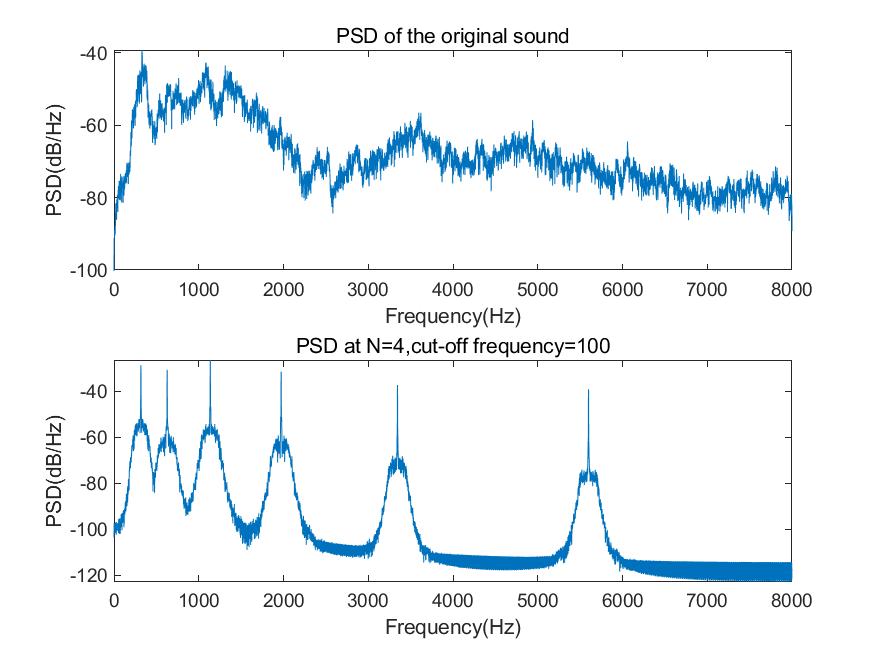 PSD of the original sound
-40
-60
-80
-100
PSD(dB/Hz)
0 1000 2000 3000 4000 5000 6000 7000 8000
Frequency(Hz)
PSD at N=4,cut-off frequency=100
-40
-60
-80
-100
-120
PSD(dB/Hz)
0 1000 2000 3000 4000 5000 6000 7000 8000
Frequency(Hz)